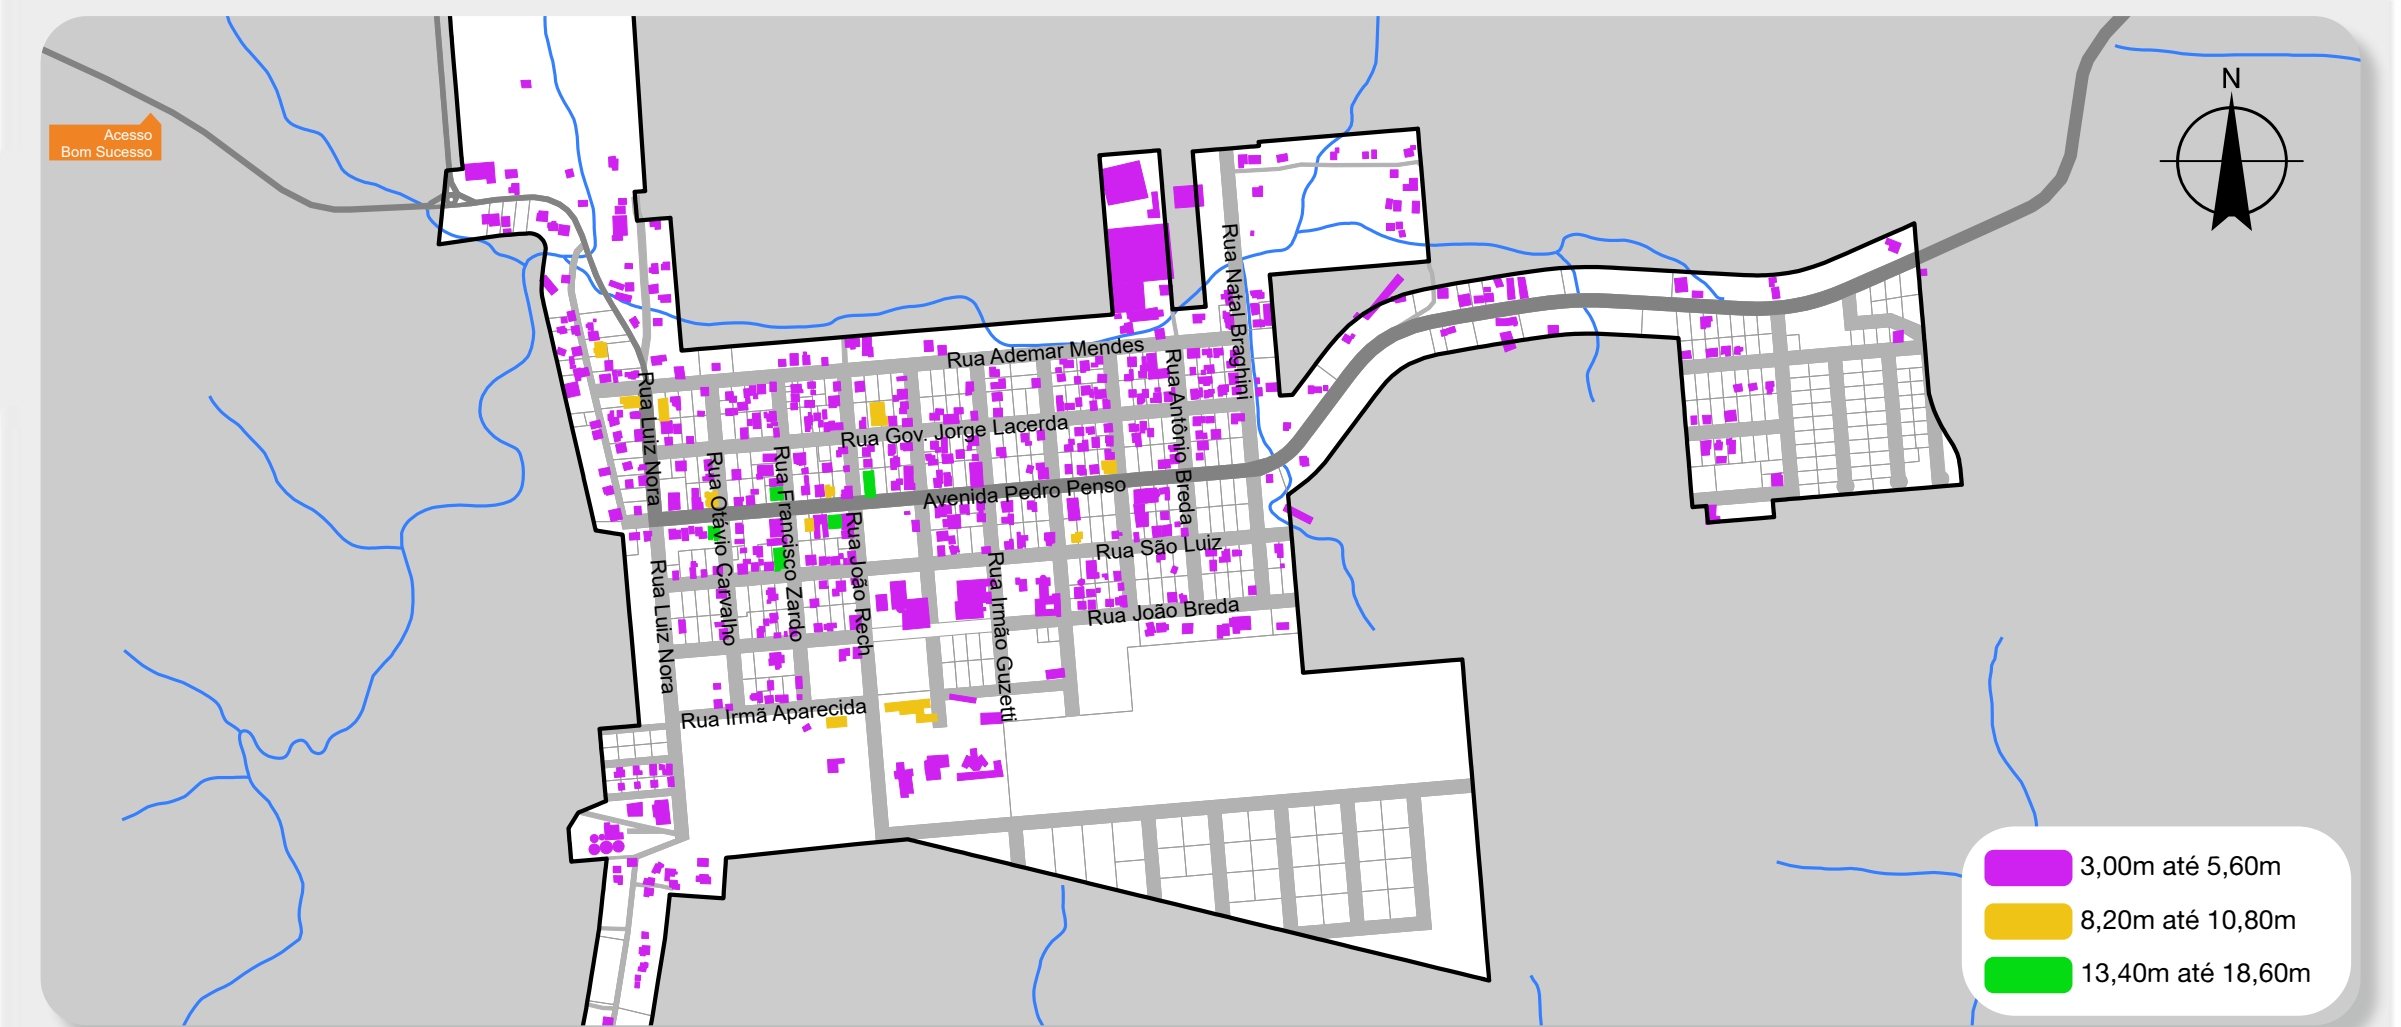 N
Acesso
Bom Sucesso
Rua Natal Braghini
Rua Ademar Mendes
Rua Antônio Breda
Rua Luiz Nora
Rua Gov. Jorge Lacerda
Rua Otávio Carvalho
Rua Francisco Zardo
Avenida Pedro Penso
Rua João Rech
Rua São Luiz
Rua Irmão Guzetti
Rua Luiz Nora
Rua João Breda
Rua Irmã Aparecida
3,00m até 5,60m
8,20m até 10,80m
13,40m até 18,60m